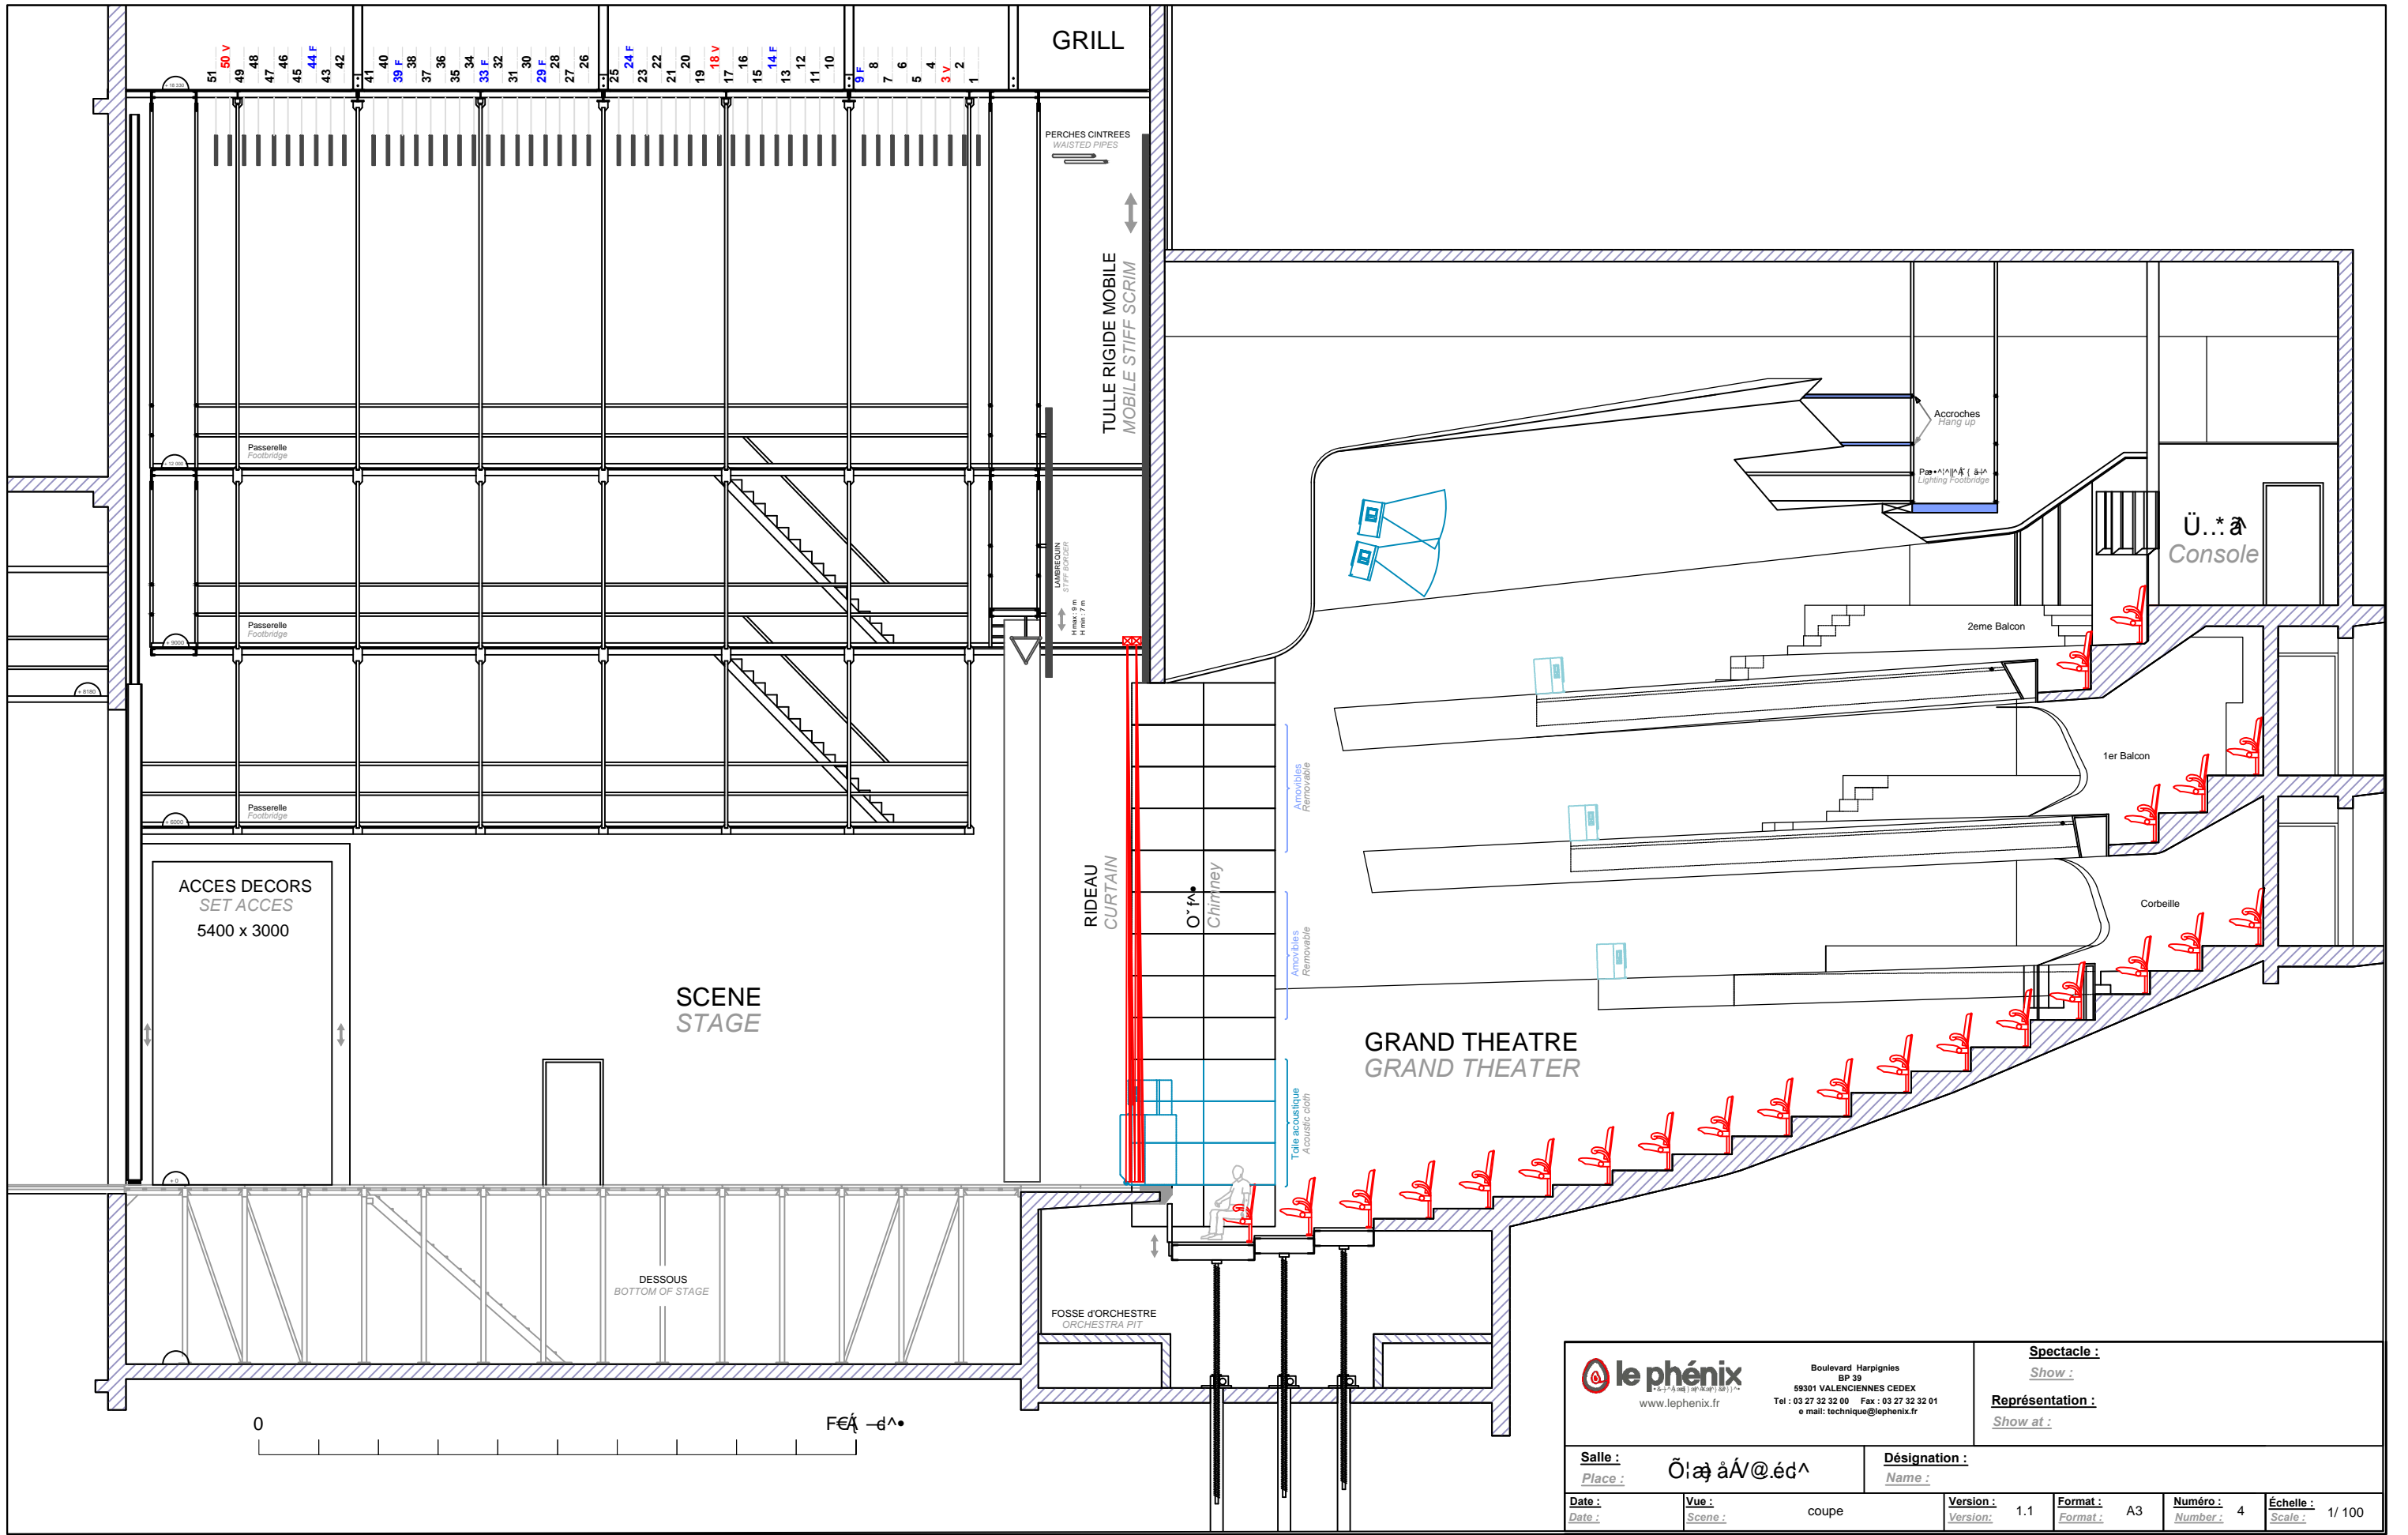 GRILL
51
50 V
49
48
47
46
45
44 F
43
42
41
40
39 F
38
37
36
35
34
33 F
32
31
30
29 F
28
27
26
25
24 F
23
22
21
20
19
18 V
17
16
15
14 F
13
12
11
10
9 F
8
7
6
5
4
3 V
2
1
PERCHES CINTREES
WAISTED PIPES
TULLE RIGIDE MOBILE
MOBILE STIFF SCRIM
Passerelle
Footbridge
+ 12 000
LAMBREQUIN
STIFF BORDER
H max : 9 m
H min : 7 m
Passerelle
Footbridge
+ 9000
+ 8180
Passerelle
Footbridge
+ 6000
Accroches
Hang up
Lighting Footbridge
Console
2eme Balcon
1er Balcon
Corbeille
ACCES DECORS
SET ACCES
5400 x 3000
RIDEAU
CURTAIN
Chimney
Amovibles
Removable
Amovibles
Removable
Toile acoustique
Acoustic cloth
SCENE
STAGE
GRAND THEATRE
GRAND THEATER
+ 0
DESSOUS
BOTTOM OF STAGE
FOSSE d'ORCHESTRE
ORCHESTRA PIT
0
le phénix
www.lephenix.fr
Boulevard Harpignies
BP 39
59301 VALENCIENNES CEDEX
Tel : 03 27 32 32 00 Fax : 03 27 32 32 01
e mail: technique@lephenix.fr
Spectacle :
Show :
Représentation :
Show at :
Salle :
Place :
Désignation :
Name :
Date :
Date :
Vue :
Scene :
coupe
Version :
Version:
1.1
Format :
Format :
A3
Numéro :
Number :
4
Échelle :
Scale :
1/ 100